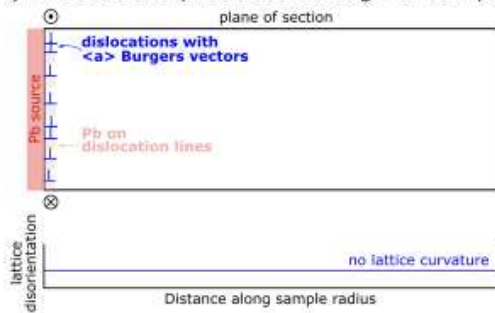 plane of section
dislocations with
<a> Burgers vectors
Pb source
Pb on
dislocation lines
lattice
disorientation
no lattice curvature
Distance along sample radius